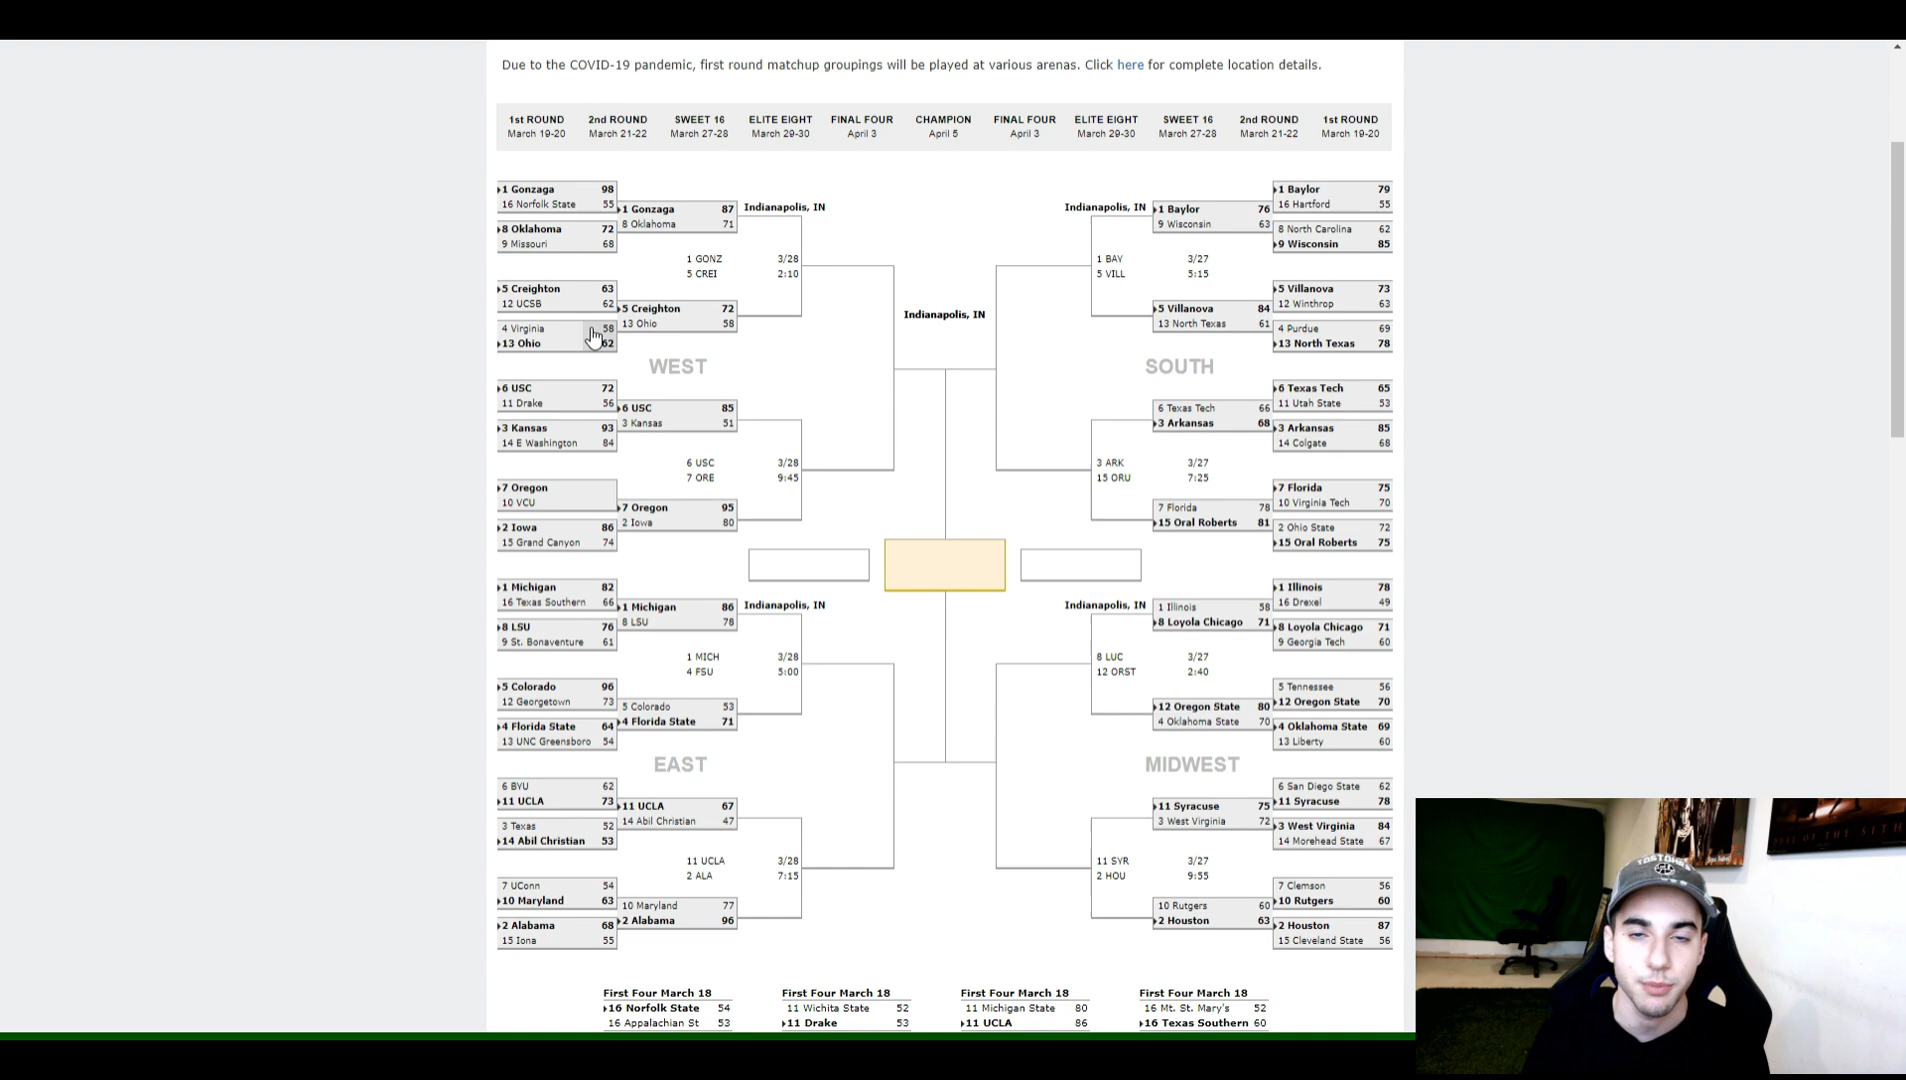 Due to the COVID-19 pandemic, first round matchup groupings will be played at various arenas. Click here for complete location details.
1st ROUND 2nd ROUND SWEET 16 ELITE EIGHT FINAL FOUR CHAMPION FINAL FOUR ELITE EIGHT SWEET 16 2nd ROUND 1st ROUND
March 19-20 March 21-22 March 27-28 March 29-30 April 3 April 5 April 3 March 29-30 March 27-28 March 21-22 March 19-20
1 Gonzaga 98
16 Norfolk State 55
8 Oklahoma 72
9 Missouri 68
5 Creighton 63
12 UCSB 62
4 Virginia 58
13 Ohio 62
6 USC 72
11 Drake 56
3 Kansas 93
14 E Washington 84
7 Oregon
10 VCU
2 Iowa 86
15 Grand Canyon 74
1 Gonzaga 87
8 Oklahoma 71
5 Creighton 72
13 Ohio 58
WEST
6 USC 85
3 Kansas 51
7 Oregon 95
2 Iowa 80
Indianapolis, IN
1 GONZ 3/28
5 CREI 2:10
6 USC 3/28
7 ORE 9:45
1 Michigan 82
16 Texas Southern 66
8 LSU 76
9 St. Bonaventure 61
5 Colorado 96
12 Georgetown 73
4 Florida State 64
13 UNC Greensboro 54
6 BYU 62
11 UCLA 73
3 Texas 52
14 Abil Christian 53
7 UConn 54
10 Maryland 63
2 Alabama 68
15 Iona 55
1 Michigan 86
8 LSU 78
5 Colorado 53
4 Florida State 71
EAST
11 UCLA 67
14 Abil Christian 47
10 Maryland 77
2 Alabama 96
Indianapolis, IN
1 MICH 3/28
4 FSU 5:00
11 UCLA 3/28
2 ALA 7:15
Indianapolis, IN
Indianapolis, IN
1 BAY 3/27
5 VILL 5:15
3 ARK 3/27
15 ORU 7:25
1 Baylor 76
9 Wisconsin 63
5 Villanova 84
13 North Texas 61
SOUTH
6 Texas Tech 66
3 Arkansas 68
7 Florida 78
15 Oral Roberts 81
1 Baylor 79
16 Hartford 55
8 North Carolina 62
9 Wisconsin 85
5 Villanova 73
12 Winthrop 63
4 Purdue 69
13 North Texas 78
6 Texas Tech 65
11 Utah State 53
3 Arkansas 85
14 Colgate 68
7 Florida 75
10 Virginia Tech 70
2 Ohio State 72
15 Oral Roberts 75
Indianapolis, IN
8 LUC 3/27
12 ORST 2:40
11 SYR 3/27
2 HOU 9:55
1 Illinois 58
8 Loyola Chicago 71
12 Oregon State 80
4 Oklahoma State 70
MIDWEST
11 Syracuse 75
3 West Virginia 72
10 Rutgers 60
2 Houston 63
1 Illinois 78
16 Drexel 49
8 Loyola Chicago 71
9 Georgia Tech 60
5 Tennessee 56
12 Oregon State 70
4 Oklahoma State 69
13 Liberty 60
6 San Diego State 62
11 Syracuse 78
3 West Virginia 84
14 Morehead State 67
7 Clemson 56
10 Rutgers 60
2 Houston 87
15 Cleveland State 56
First Four March 18
16 Norfolk State 54
16 Appalachian St 53
First Four March 18
11 Wichita State 52
11 Drake 53
First Four March 18
11 Michigan State 80
11 UCLA 86
First Four March 18
16 Mt. St. Mary's 52
16 Texas Southern 60